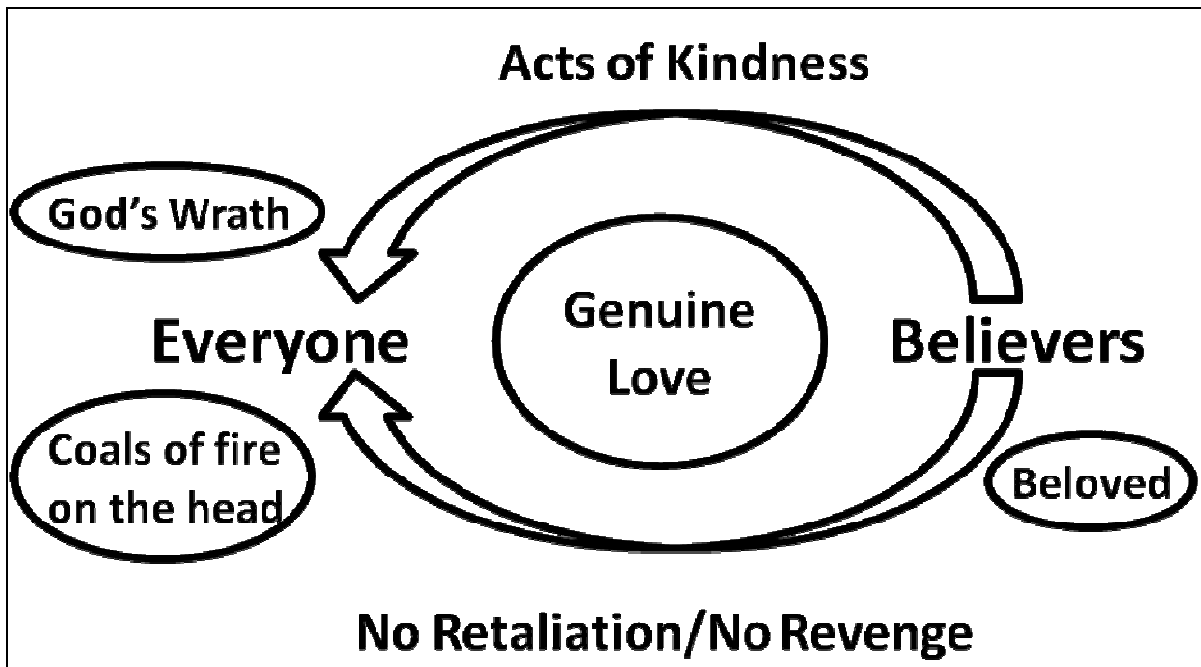 Acts of Kindness
God's Wrath
Everyone
Genuine
Love
Believers
Coals of fire
on the head
Beloved
No Retaliation/No Revenge